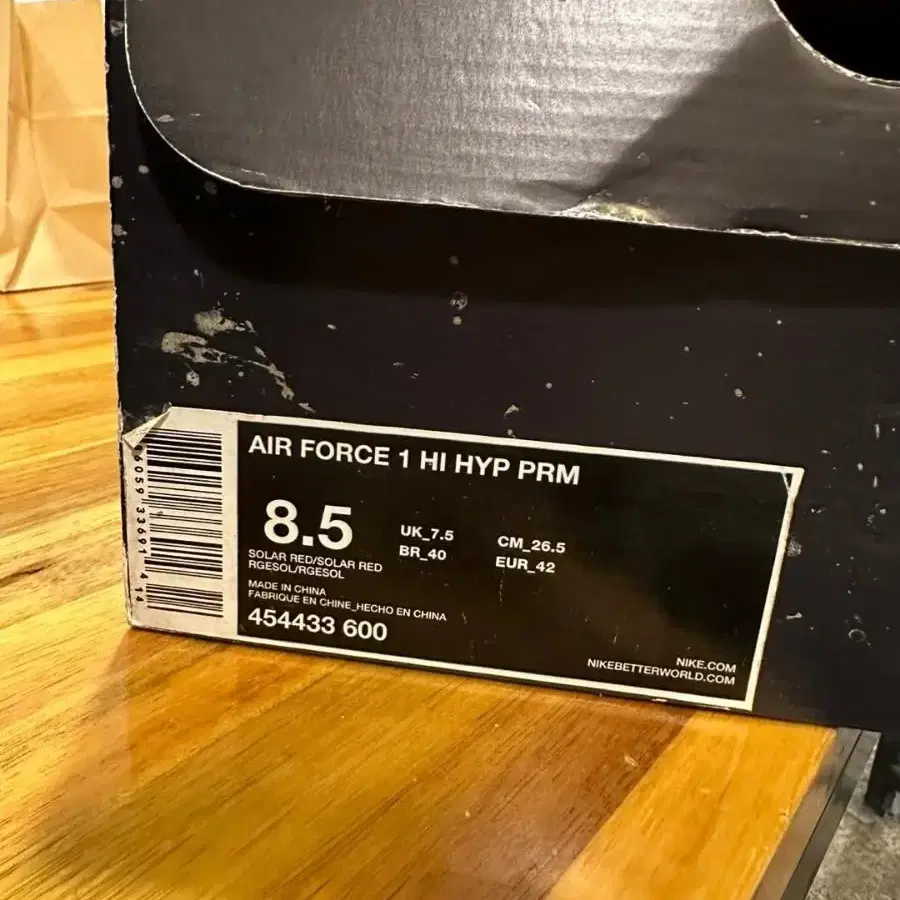 AIR FORCE 1 HI HYP PRM
8.5
UK_7.5
BR_40
CM_26.5
EUR_42
SOLAR RED/SOLAR RED
RGESOL/RGESOL
MADE IN CHINA
FABRIQUE EN CHINE_HECHO EN CHINA
454433 600
NIKE.COM
NIKEBETTERWORLD.COM